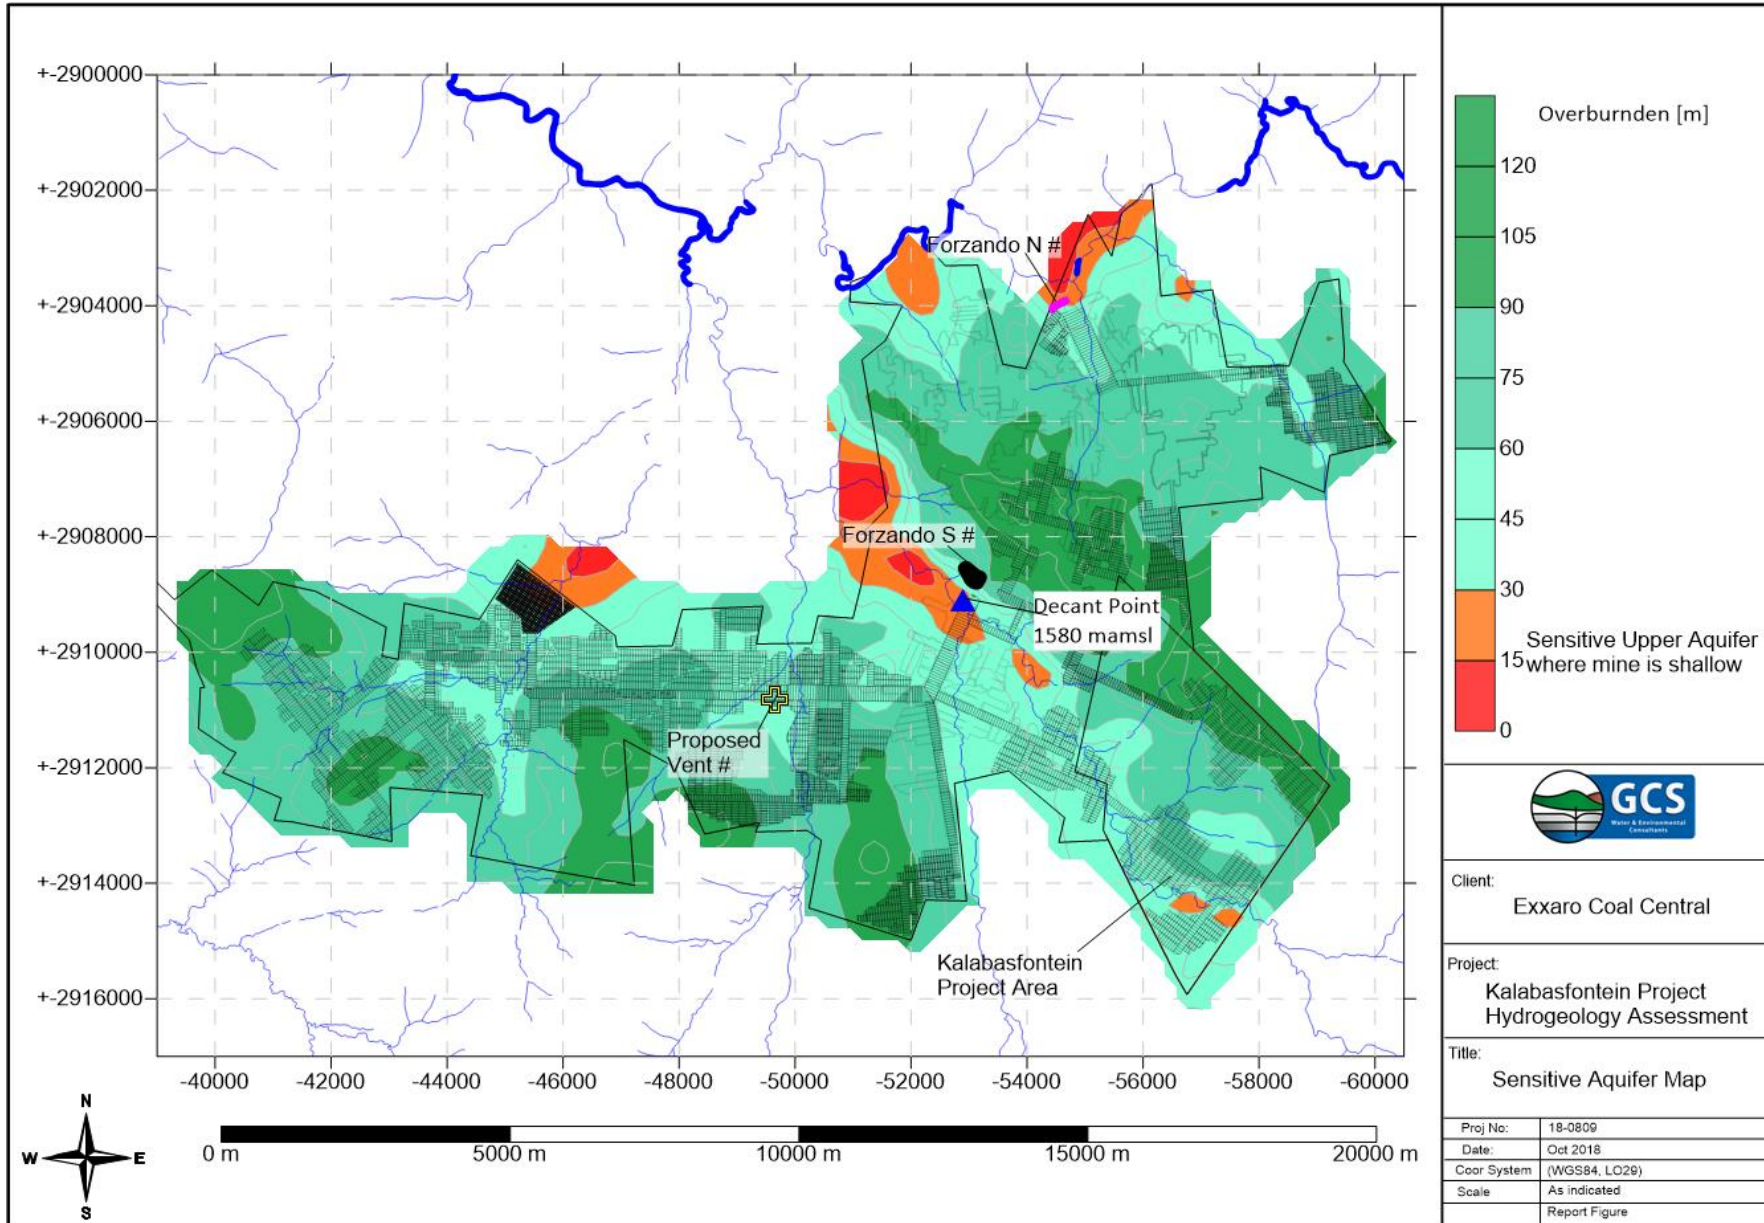 +-2900000
+-2902000
+-2904000
+-2906000
+-2908000
+-2910000
+-2912000
+-2914000
+-2916000
-40000
-42000
-44000
-46000
-48000
-50000
-52000
-54000
-56000
-58000
-60000
Forzando N #
Forzando S #
Decant Point
1580 mamsl
Proposed
Vent #
Kalabasfontein
Project Area
N
W
E
S
0 m
5000 m
10000 m
15000 m
20000 m
Overburnden [m]
120
105
90
75
60
45
30
15
0
Sensitive Upper Aquifer
where mine is shallow
GCS
Water & Environmental
Consultants
Client:
Exxaro Coal Central
Project:
Kalabasfontein Project
Hydrogeology Assessment
Title:
Sensitive Aquifer Map
Proj No: 18-0809
Date: Oct 2018
Coor System (WGS84, LO29)
Scale As indicated
Report Figure